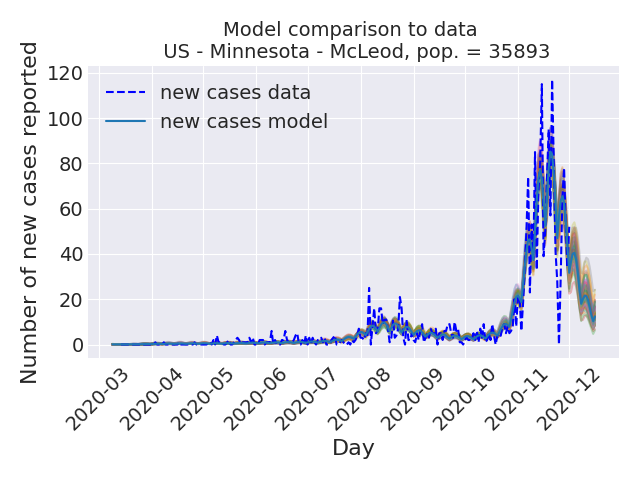 Model comparison to data
US - Minnesota - McLeod, pop. = 35893
Number of new cases reported
120
100
80
60
40
20
0
new cases data
new cases model
2020-03
2020-04
2020-05
2020-06
2020-07
2020-08
2020-09
2020-10
2020-11
2020-12
Day